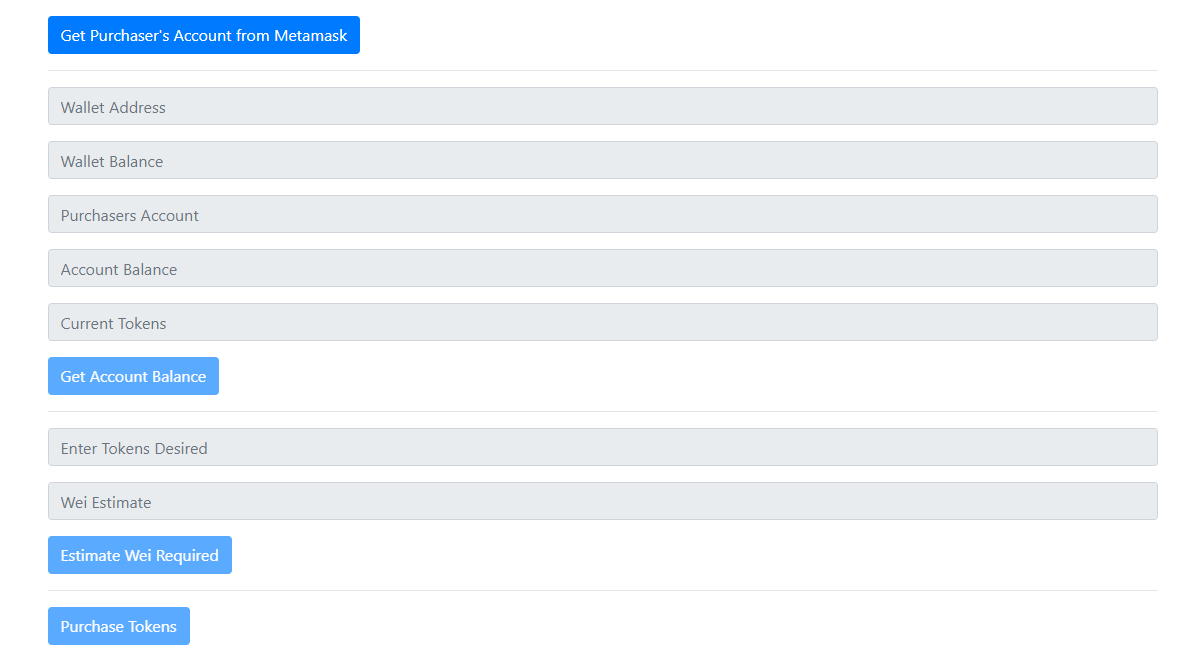 Get Purchaser's Account from Metamask
Wallet Address
Wallet Balance
Purchasers Account
Account Balance
Current Tokens
Get Account Balance
Enter Tokens Desired
Wei Estimate
Estimate Wei Required
Purchase Tokens